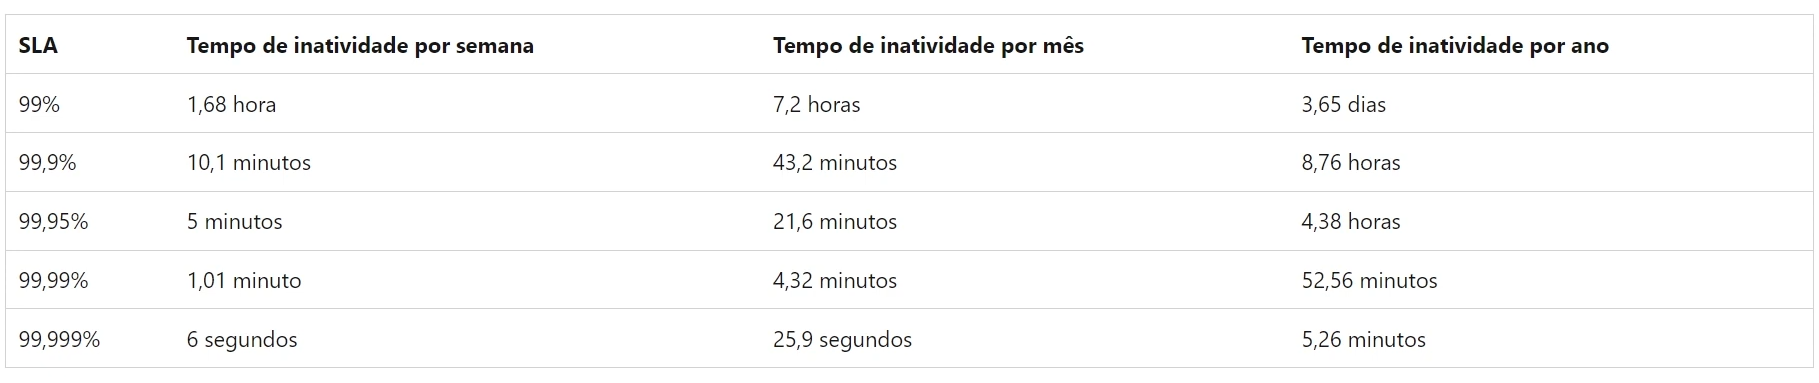 SLA Tempo de inatividade por semana Tempo de inatividade por mês Tempo de inatividade por ano
99% 1,68 hora 7,2 horas 3,65 dias
99,9% 10,1 minutos 43,2 minutos 8,76 horas
99,95% 5 minutos 21,6 minutos 4,38 horas
99,99% 1,01 minuto 4,32 minutos 52,56 minutos
99,999% 6 segundos 25,9 segundos 5,26 minutos